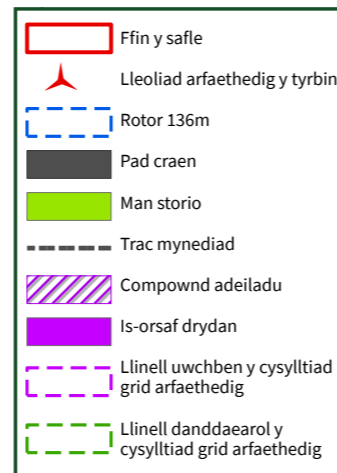 Ffin y safle
Lleoliad arfaethedig y tyrbin
Rotor 136m
Pad craen
Man storio
Trac mynediad
Compownd adeiladu
Is-orsaf drydan
Llinell uwchben y cysylltiad
grid arfaethedig
Llinell danddaearol y
cysylltiad grid arfaethedig